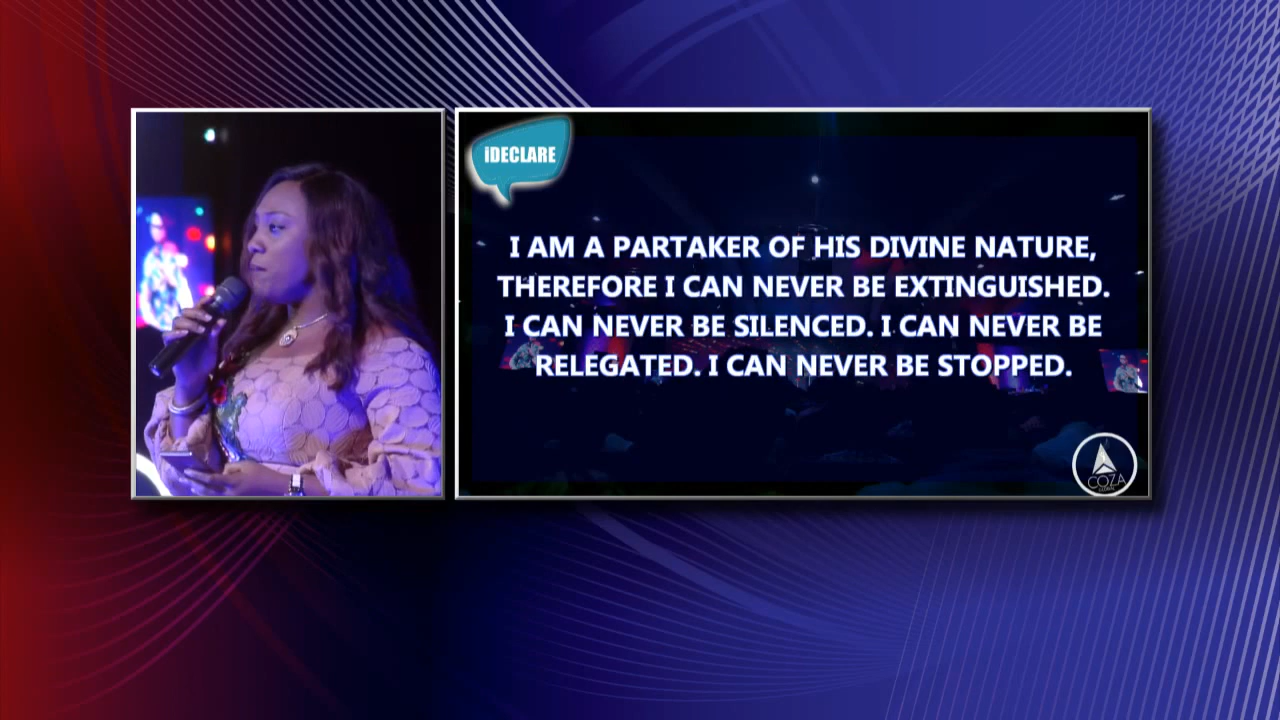 iDECLARE
I AM A PARTAKER OF HIS DIVINE NATURE,
THEREFORE I CAN NEVER BE EXTINGUISHED.
I CAN NEVER BE SILENCED. I CAN NEVER BE
RELEGATED. I CAN NEVER BE STOPPED.
COZA
GLOBAL